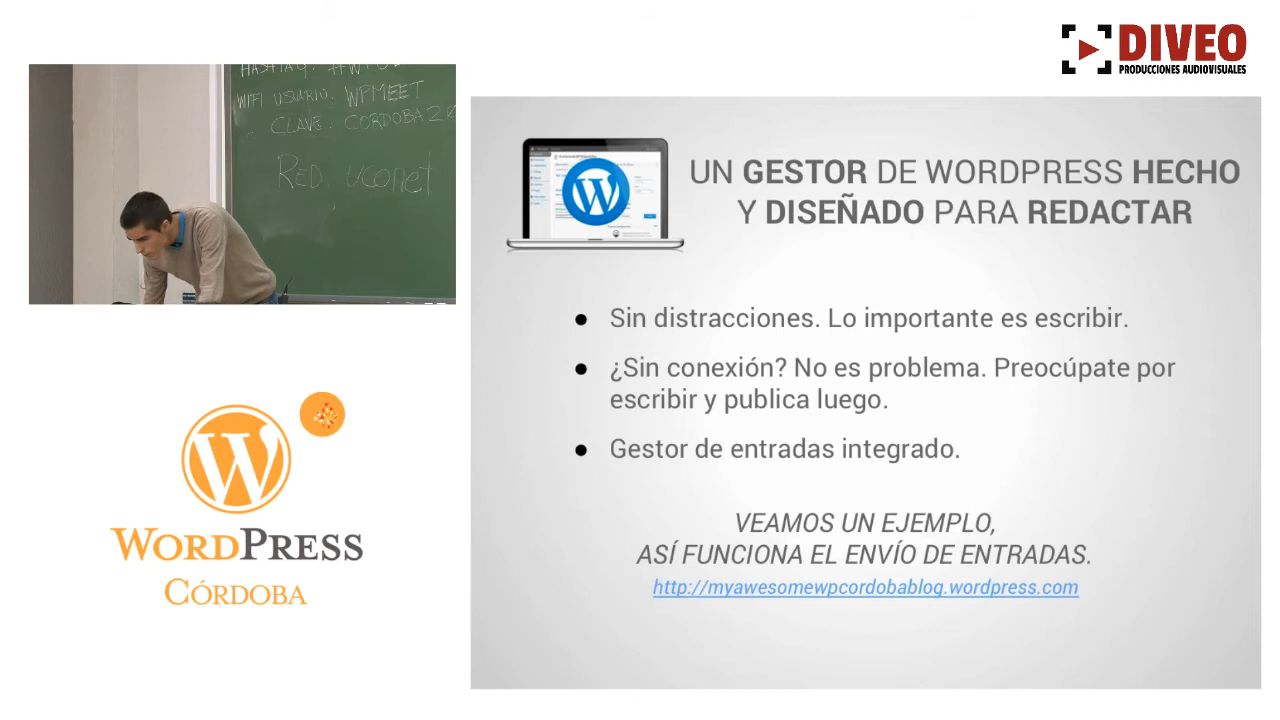 DIVEO
PRODUCCIONES AUDIOVISUALES
HASHTAG:
WIFI USUARIO. WPMEET
CLAVE. CORDOBA
RED uconet
UN GESTOR DE WORDPRESS HECHO
Y DISEÑADO PARA REDACTAR
● Sin distracciones. Lo importante es escribir.
● ¿Sin conexión? No es problema. Preocúpate por
escribir y publica luego.
● Gestor de entradas integrado.
VEAMOS UN EJEMPLO,
ASÍ FUNCIONA EL ENVÍO DE ENTRADAS.
http://myawesomewpcordobablog.wordpress.com
WORDPRESS
CÓRDOBA